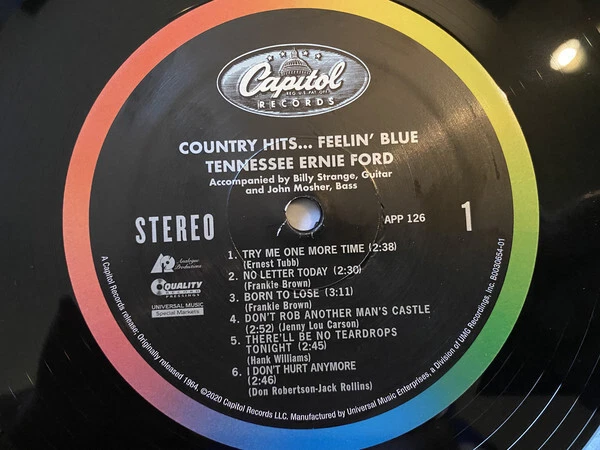 Capitol
REG. U.S. PAT. OFF.
RECORDS
COUNTRY HITS... FEELIN' BLUE
TENNESSEE ERNIE FORD
Accompanied by Billy Strange, Guitar
and John Mosher, Bass
STEREO
APP 126
1
1. TRY ME ONE MORE TIME (2:38)
(Ernest Tubb)
2. NO LETTER TODAY (2:30)
(Frankie Brown)
3. BORN TO LOSE (3:11)
(Frankie Brown)
4. DON'T ROB ANOTHER MAN'S CASTLE
(2:52) (Jenny Lou Carson)
5. THERE'LL BE NO TEARDROPS
TONIGHT (2:45)
(Hank Williams)
6. I DON'T HURT ANYMORE
(2:46)
(Don Robertson-Jack Rollins)
Analogue
Productions
QUALITY
RECORD
PRESSINGS
UNIVERSAL MUSIC
Special Markets
A Capitol Records release; Originally released 1964, ©2020 Capitol Records LLC. Manufactured by Universal Music Enterprises, a Division of UMG Recordings, Inc. B0030654-01